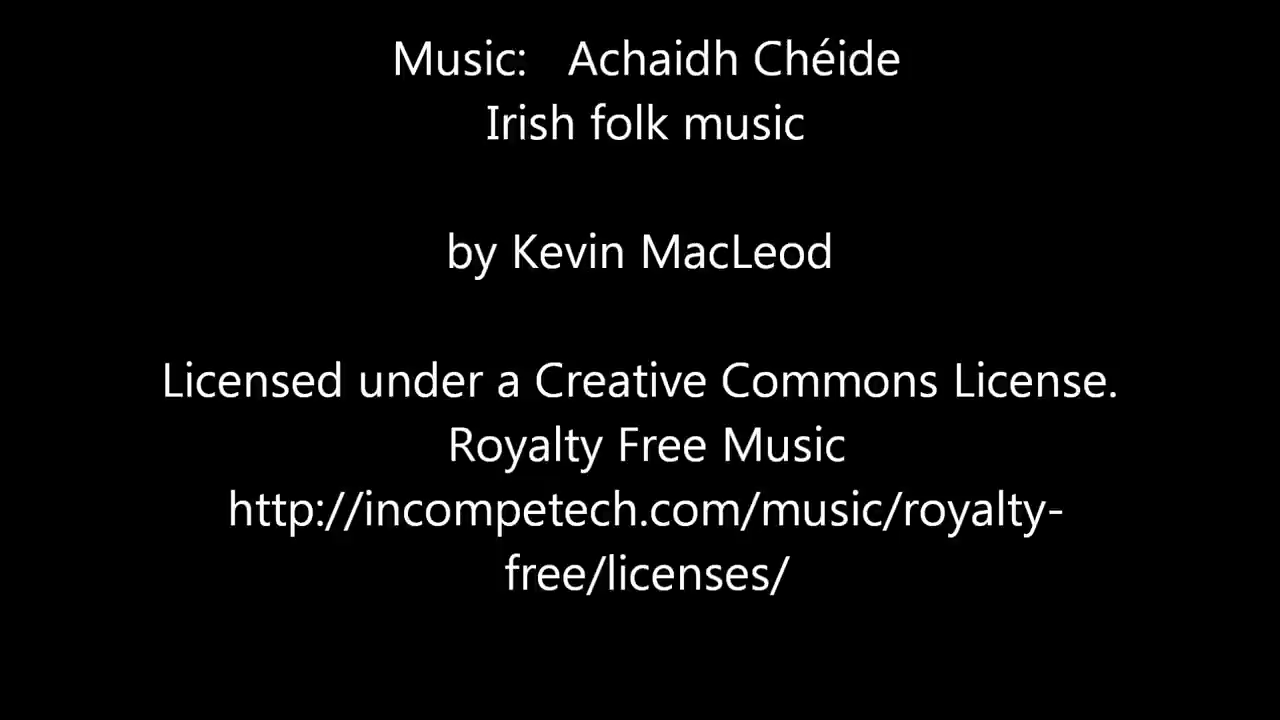 Music:   Achaidh Chéide
Irish folk music
by Kevin MacLeod
Licensed under a Creative Commons License.
Royalty Free Music
http://incompetech.com/music/royalty-
free/licenses/